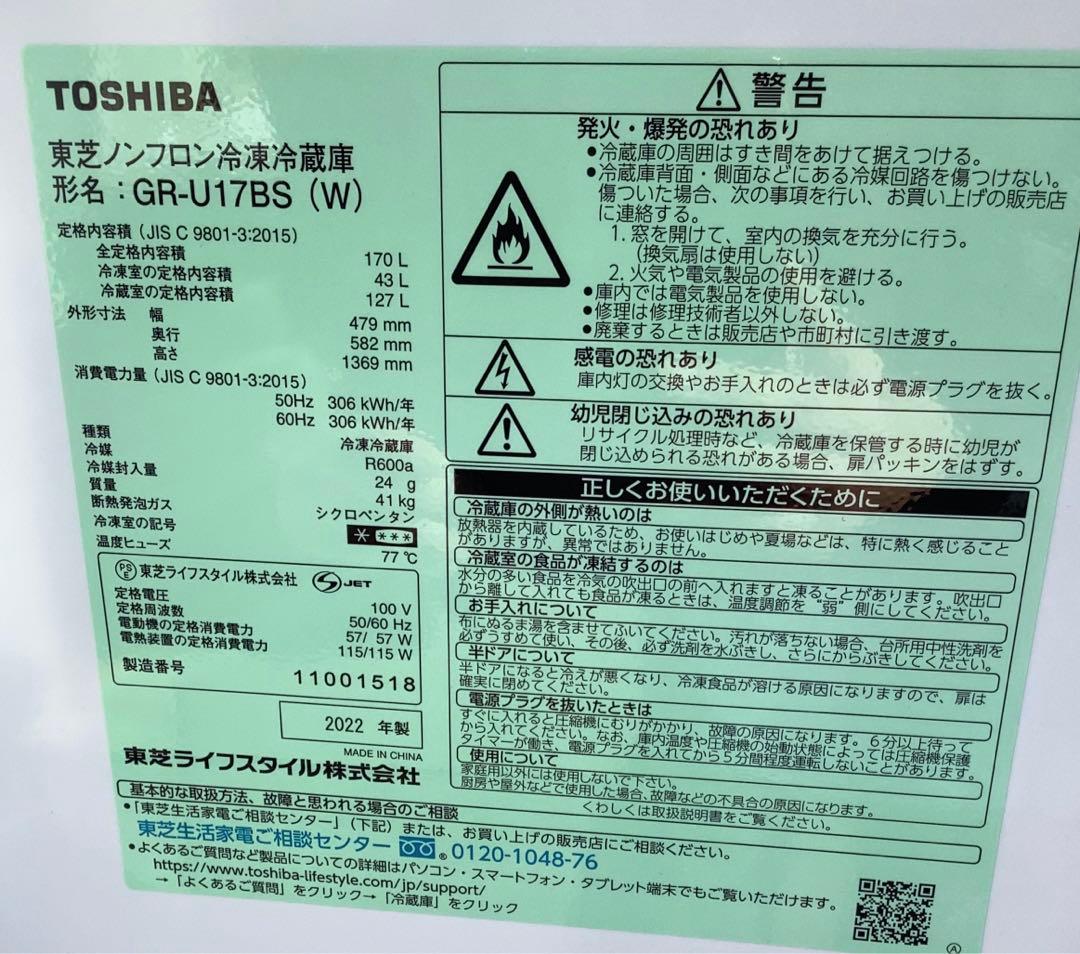 TOSHIBA
東芝ノンフロン冷凍冷蔵庫
形名：GR-U17BS（W）
定格内容積（JIS C 9801-3:2015）
全定格内容積 170 L
冷凍室の定格内容積 43 L
冷蔵室の定格内容積 127 L
外形寸法 幅 479 mm
奥行 582 mm
高さ 1369 mm
消費電力量（JIS C 9801-3:2015）
50Hz 306 kWh/年
60Hz 306 kWh/年
種類 冷凍冷蔵庫
冷媒 R600a
冷媒封入量 24 g
質量 41 kg
断熱発泡ガス シクロペンタン
冷凍室の記号 * ***
温度ヒューズ 77 ℃
PS E 東芝ライフスタイル株式会社 JET
定格電圧 100 V
定格周波数 50/60 Hz
電動機の定格消費電力 57/ 57 W
電熱装置の定格消費電力 115/115 W
製造番号 11001518
2022 年製
MADE IN CHINA
東芝ライフスタイル株式会社
警告
発火・爆発の恐れあり
●冷蔵庫の周囲はすき間をあけて据えつける。
●冷蔵庫背面・側面などにある冷媒回路を傷つけない。
傷ついた場合、次の事項を行い、お買い上げの販売店
に連絡する。
1. 窓を開けて、室内の換気を充分に行う。
（換気扇は使用しない）
2. 火気や電気製品の使用を避ける。
●庫内では電気製品を使用しない。
●修理は修理技術者以外しない。
●廃棄するときは販売店や市町村に引き渡す。
感電の恐れあり
庫内灯の交換やお手入れのときは必ず電源プラグを抜く。
幼児閉じ込みの恐れあり
リサイクル処理時など、冷蔵庫を保管する時に幼児が
閉じ込められる恐れがある場合、扉パッキンをはずす。
正しくお使いいただくために
冷蔵庫の外側が熱いのは
放熱器を内蔵しているため、お使いはじめや夏場などは、特に熱く感じること
がありますが、異常ではありません。
冷蔵室の食品が凍結するのは
水分の多い食品を冷気の吹出口の前へ入れますと凍ることがあります。吹出口
から離して入れても食品が凍るときは、温度調節を“弱”側にしてください。
お手入れについて
布にぬるま湯を含ませてふいてください。汚れが落ちない場合、台所用中性洗剤を
必ずうすめて使い、その後、必ず洗剤を水ぶきし、さらにからぶきしてください。
半ドアについて
半ドアになると冷えが悪くなり、冷凍食品が溶ける原因になりますので、扉は
確実に閉めてください。
電源プラグを抜いたときは
すぐに入れると圧縮機にむりがかかり、故障の原因になります。6分以上待って
から入れてください。なお、庫内温度や圧縮機の始動状態によっては圧縮機保護
タイマーが働き、電源プラグを入れてから5分間程度運転しないことがあります。
使用について
家庭用以外には使用しないで下さい。
厨房や屋外などで使用した場合、故障などの不具合の原因になります。
くわしくは取扱説明書をご覧ください。
基本的な取扱方法、故障と思われる場合のご相談
●「東芝生活家電ご相談センター」（下記）または、お買い上げの販売店にご相談ください。
東芝生活家電ご相談センター ® 0120-1048-76
●よくあるご質問など製品についての詳細はパソコン・スマートフォン・タブレット端末でもご覧いただけます。
https://www.toshiba-lifestyle.com/jp/support/
→「よくあるご質問」をクリック→「冷蔵庫」をクリック
A